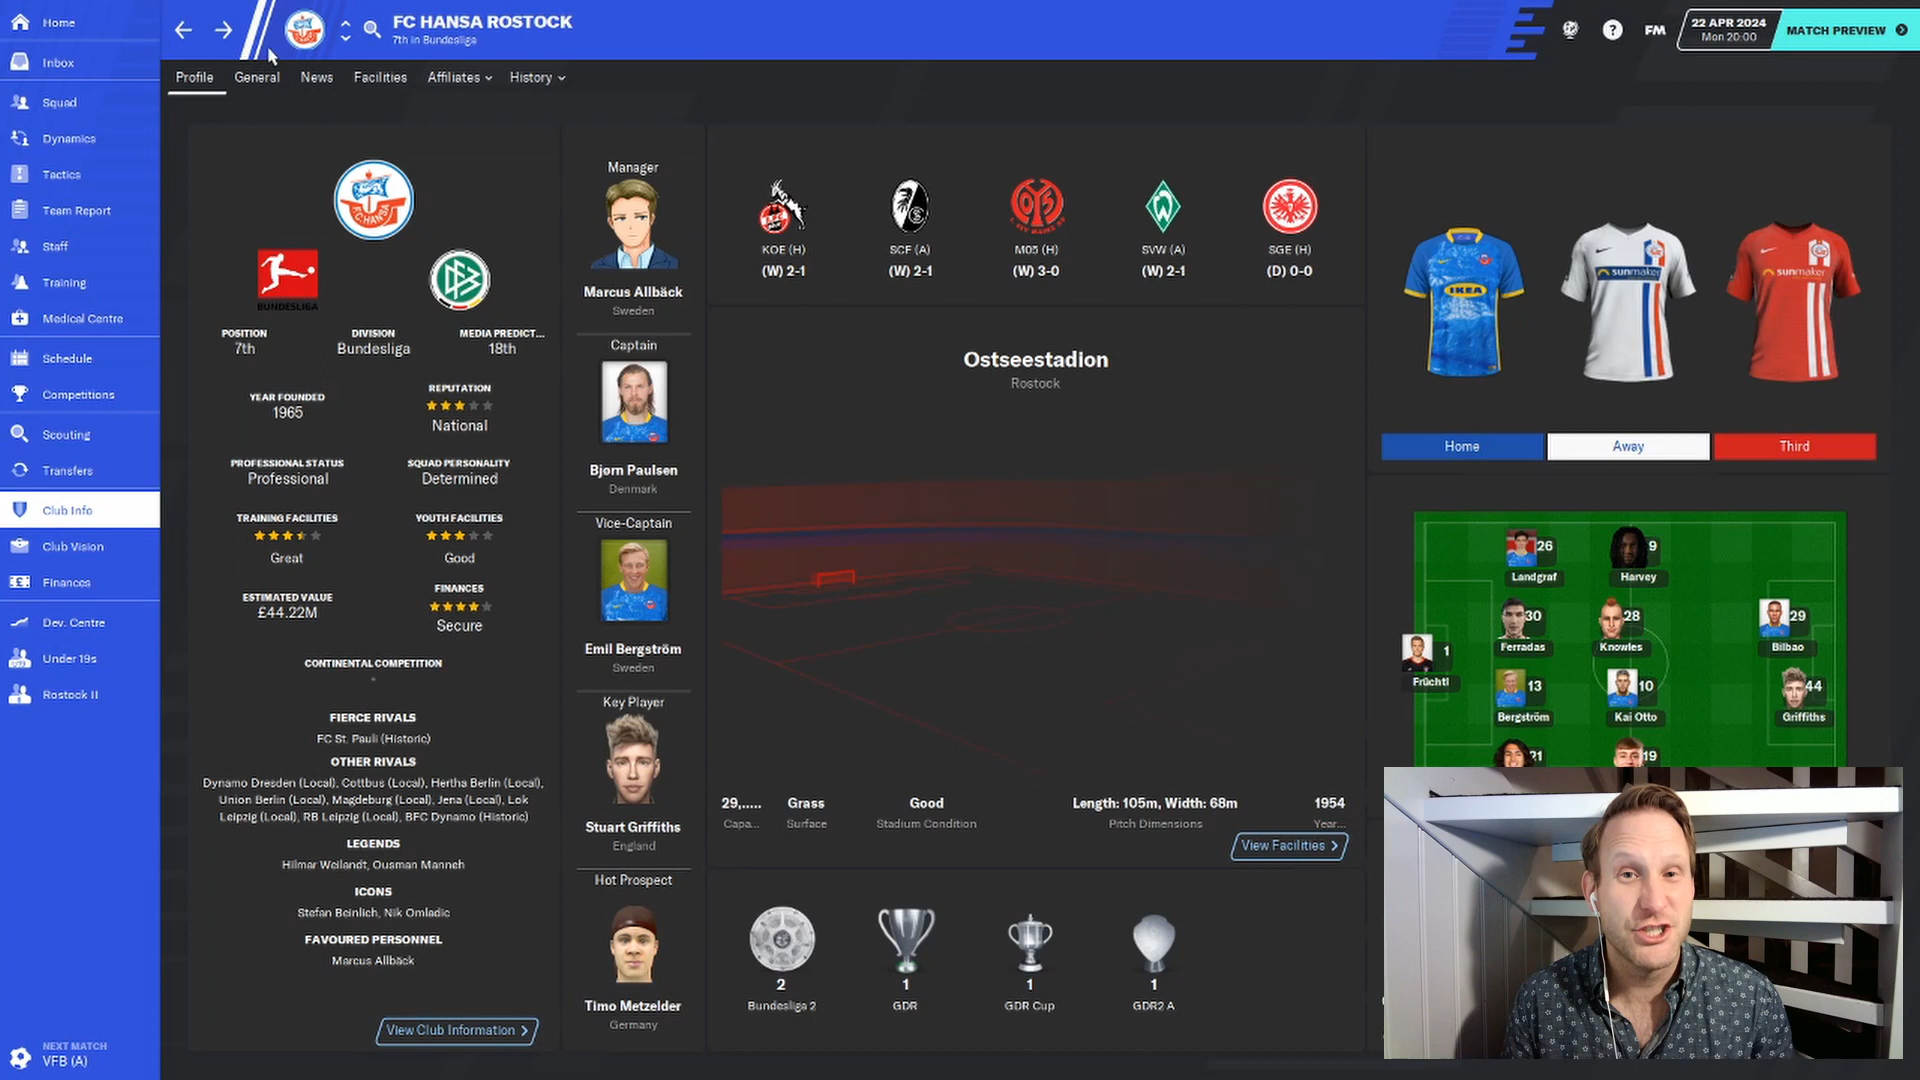 Home
Inbox
Squad
Dynamics
Tactics
Team Report
Staff
Training
Medical Centre
Schedule
Competitions
Scouting
Transfers
Club Info
Club Vision
Finances
Dev. Centre
Under 19s
Rostock II
NEXT MATCH
VFB (A)
FC HANSA ROSTOCK
7th in Bundesliga
FM
22 APR 2024
Mon 20:00
MATCH PREVIEW
Profile General News Facilities Affiliates History
F.C. HANSA
BUNDESLIGA
POSITION
7th
DIVISION
Bundesliga
MEDIA PREDICT...
18th
YEAR FOUNDED
1965
REPUTATION
National
PROFESSIONAL STATUS
Professional
SQUAD PERSONALITY
Determined
TRAINING FACILITIES
Great
YOUTH FACILITIES
Good
ESTIMATED VALUE
£44.22M
FINANCES
Secure
CONTINENTAL COMPETITION
-
FIERCE RIVALS
FC St. Pauli (Historic)
OTHER RIVALS
Dynamo Dresden (Local), Cottbus (Local), Hertha Berlin (Local),
Union Berlin (Local), Magdeburg (Local), Jena (Local), Lok
Leipzig (Local), RB Leipzig (Local), BFC Dynamo (Historic)
LEGENDS
Hilmar Weilandt, Ousman Manneh
ICONS
Stefan Beinlich, Nik Omladic
FAVOURED PERSONNEL
Marcus Allbäck
View Club Information
Manager
Marcus Allbäck
Sweden
Captain
Bjørn Paulsen
Denmark
Vice-Captain
Emil Bergström
Sweden
Key Player
Stuart Griffiths
England
Hot Prospect
Timo Metzelder
Germany
KOE (H)
(W) 2-1
SCF (A)
(W) 2-1
M05 (H)
(W) 3-0
SVW (A)
(W) 2-1
SGE (H)
(D) 0-0
Ostseestadion
Rostock
29,.....
Capa...
Grass
Surface
Good
Stadium Condition
Length: 105m, Width: 68m
Pitch Dimensions
1954
Year...
View Facilities
2
Bundesliga 2
1
GDR
1
GDR Cup
1
GDR2 A
IKEA
sunmaker
sunmaker
Home
Away
Third
26
Landgraf
9
Harvey
30
Ferradas
28
Knowles
29
Bilbao
1
Früchtl
13
Bergström
10
Kai Otto
44
Griffiths
21
19